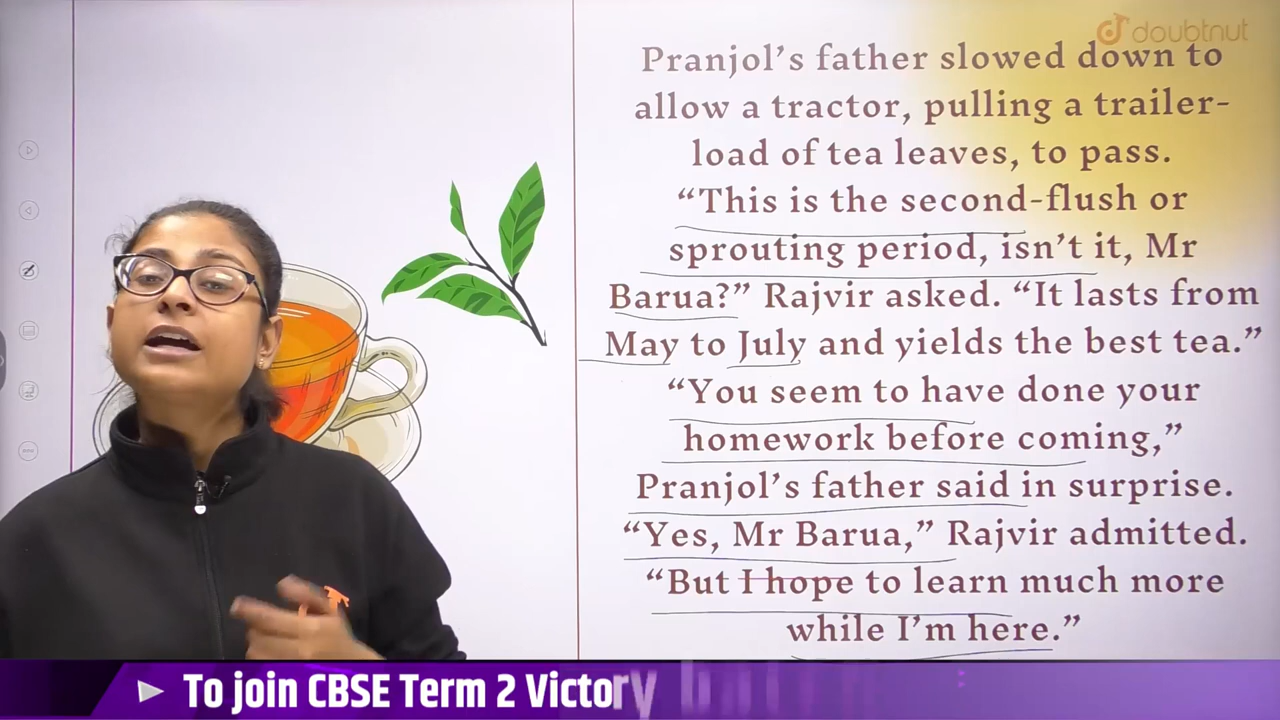 doubtnut
Pranjol’s father slowed down to
allow a tractor, pulling a trailer-
load of tea leaves, to pass.
“This is the second-flush or
sprouting period, isn’t it, Mr
Barua?” Rajvir asked. “It lasts from
May to July and yields the best tea.”
“You seem to have done your
homework before coming,”
Pranjol’s father said in surprise.
“Yes, Mr Barua,” Rajvir admitted.
“But I hope to learn much more
while I’m here.”
To join CBSE Term 2 Victory